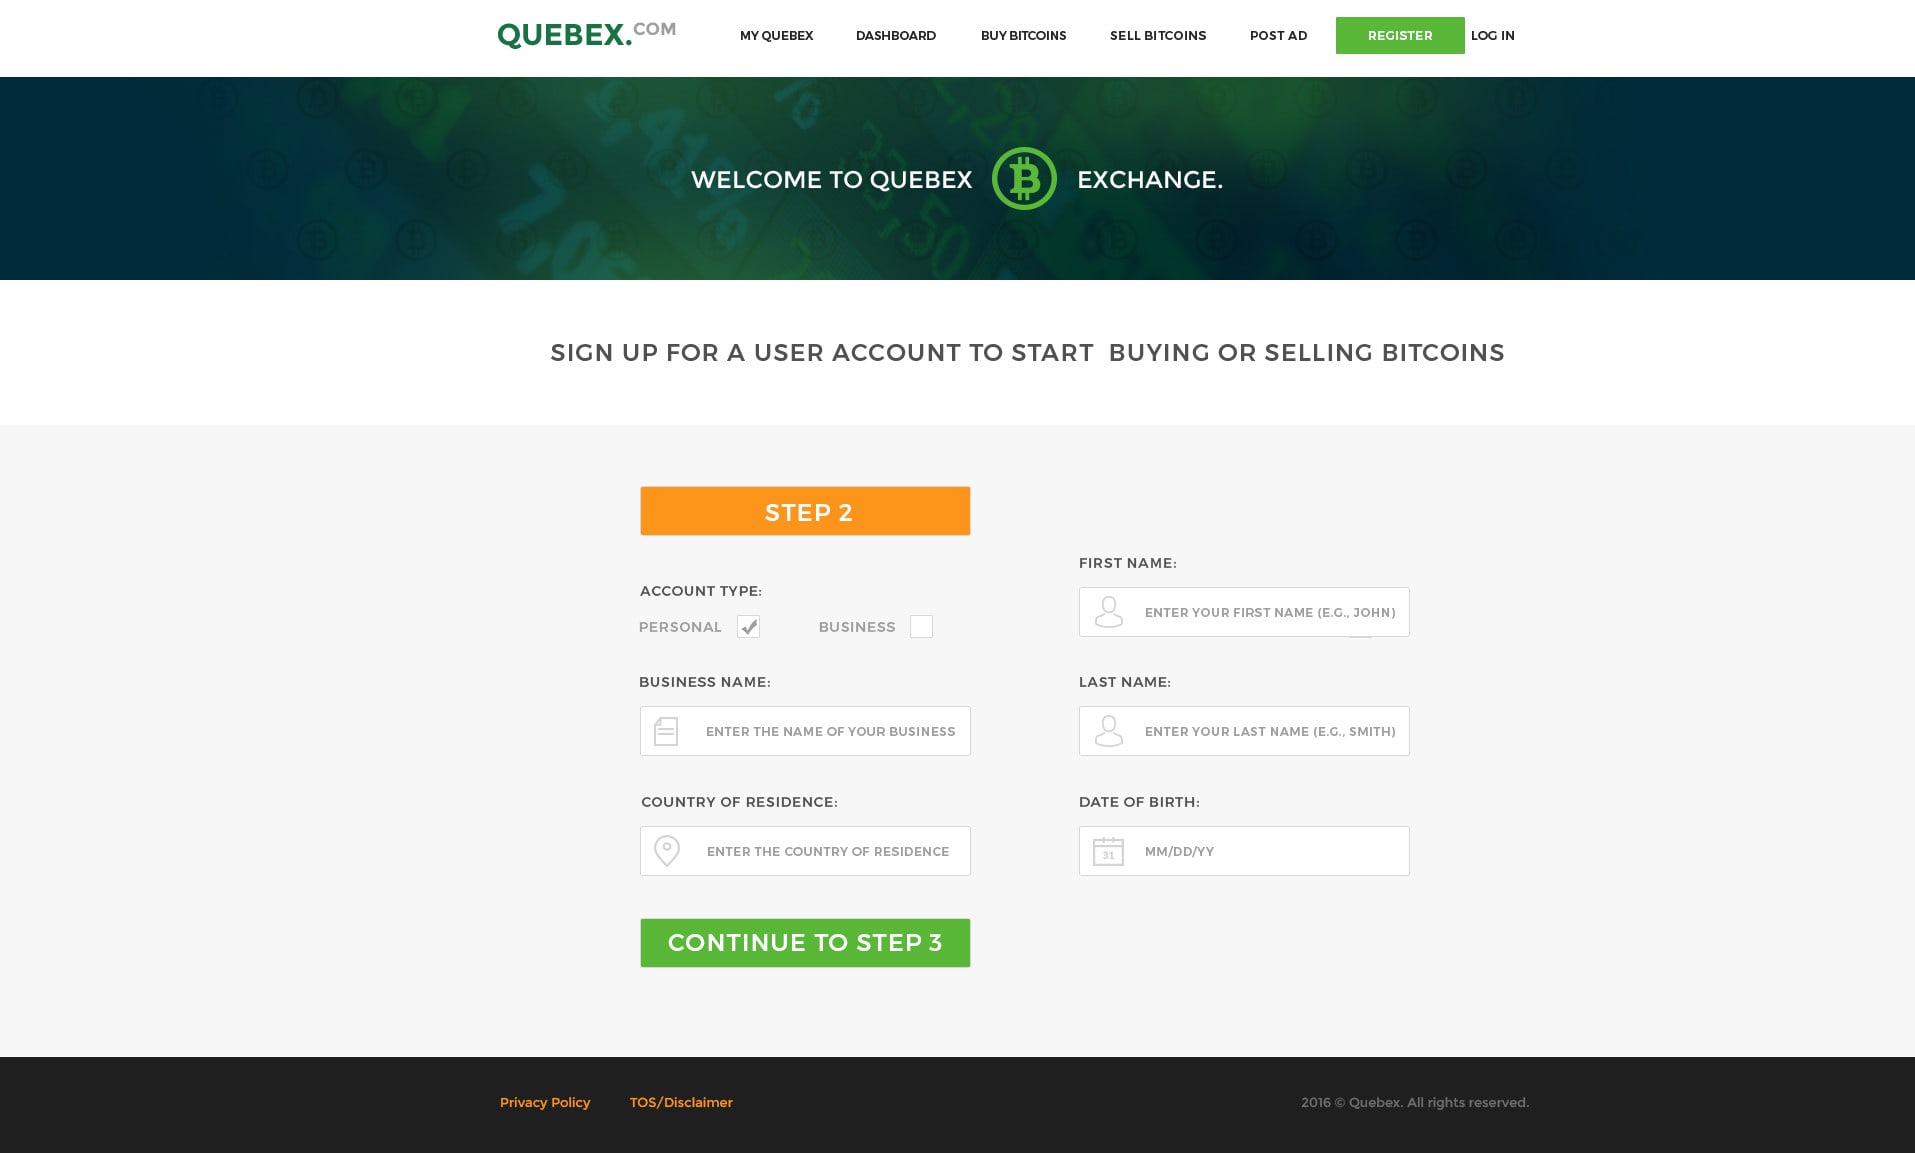 QUEBEX.COM
MY QUEBEX
DASHBOARD
BUY BITCOINS
SELL BITCOINS
POST AD
REGISTER
LOG IN
WELCOME TO QUEBEX EXCHANGE.
SIGN UP FOR A USER ACCOUNT TO START BUYING OR SELLING BITCOINS
STEP 2
ACCOUNT TYPE:
PERSONAL
BUSINESS
BUSINESS NAME:
ENTER THE NAME OF YOUR BUSINESS
COUNTRY OF RESIDENCE:
ENTER THE COUNTRY OF RESIDENCE
CONTINUE TO STEP 3
FIRST NAME:
ENTER YOUR FIRST NAME (E.G., JOHN)
LAST NAME:
ENTER YOUR LAST NAME (E.G., SMITH)
DATE OF BIRTH:
31
MM/DD/YY
Privacy Policy
TOS/Disclaimer
2016 © Quebex. All rights reserved.